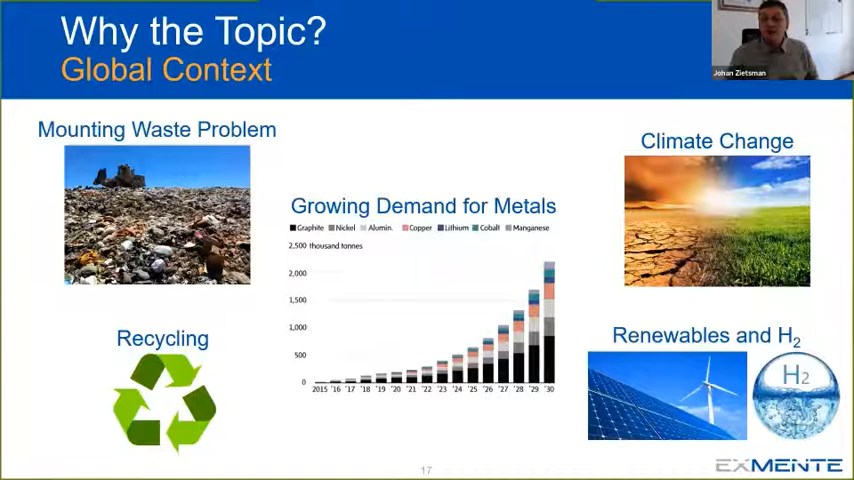 Why the Topic?
Global Context
Johan Zietsman
Mounting Waste Problem
Climate Change
Growing Demand for Metals
Graphite Nickel Alumin. Copper Lithium Cobalt Manganese
2,500 thousand tonnes
2,000
1,500
1,000
500
0
2015 '16 '17 '18 '19 '20 '21 '22 '23 '24 '25 '26 '27 '28 '29 '30
Recycling
Renewables and H₂
H₂
17
EXMENTE